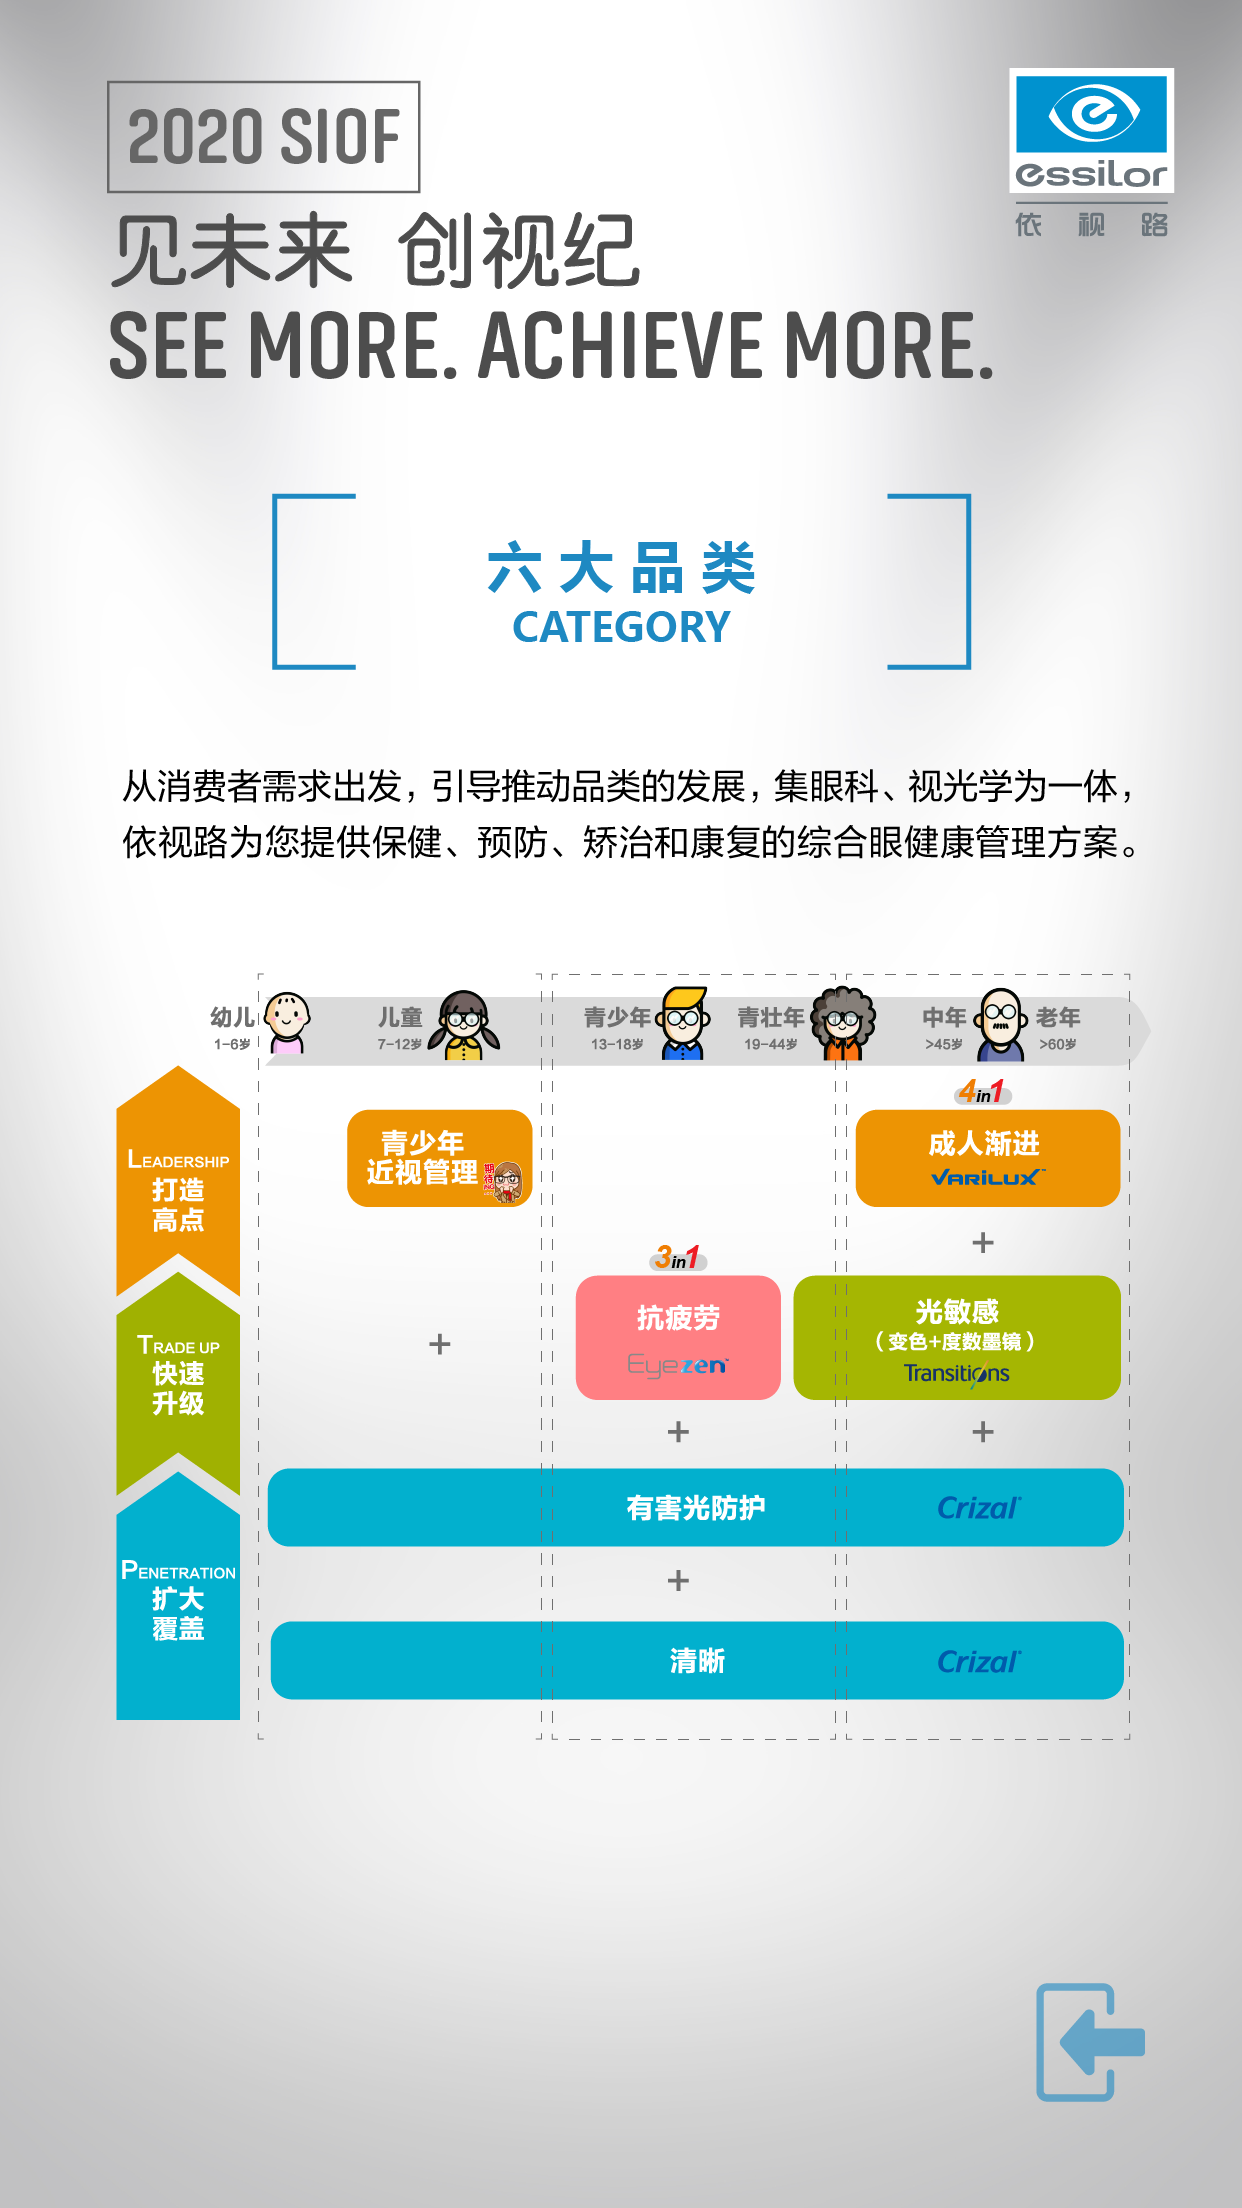 2020 SIOF
essilor
依视路
见未来 创视纪
SEE MORE. ACHIEVE MORE.
六大品类
CATEGORY
从消费者需求出发，引导推动品类的发展，集眼科、视光学为一体，
依视路为您提供保健、预防、矫治和康复的综合眼健康管理方案。
幼儿 儿童 青少年 青壮年 中年 老年
1-6岁 7-12岁 13-18岁 19-44岁 >45岁 >60岁
4in1
LEADERSHIP
打造
高点
青少年
近视管理
期待
成人渐进
VARILUX
+
3in1
TRADE UP
快速
升级
+
抗疲劳
Eyezen™
光敏感
（变色+度数墨镜）
Transitions
+ +
有害光防护 Crizal
+
PENETRATION
扩大
覆盖
清晰 Crizal